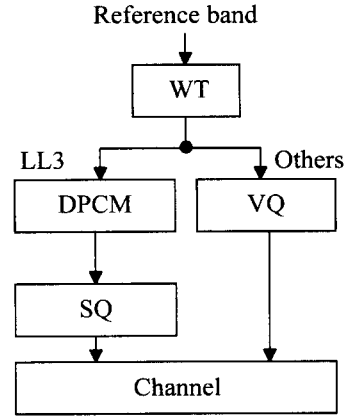 Reference band
WT
LL3
Others
DPCM
VQ
SQ
Channel